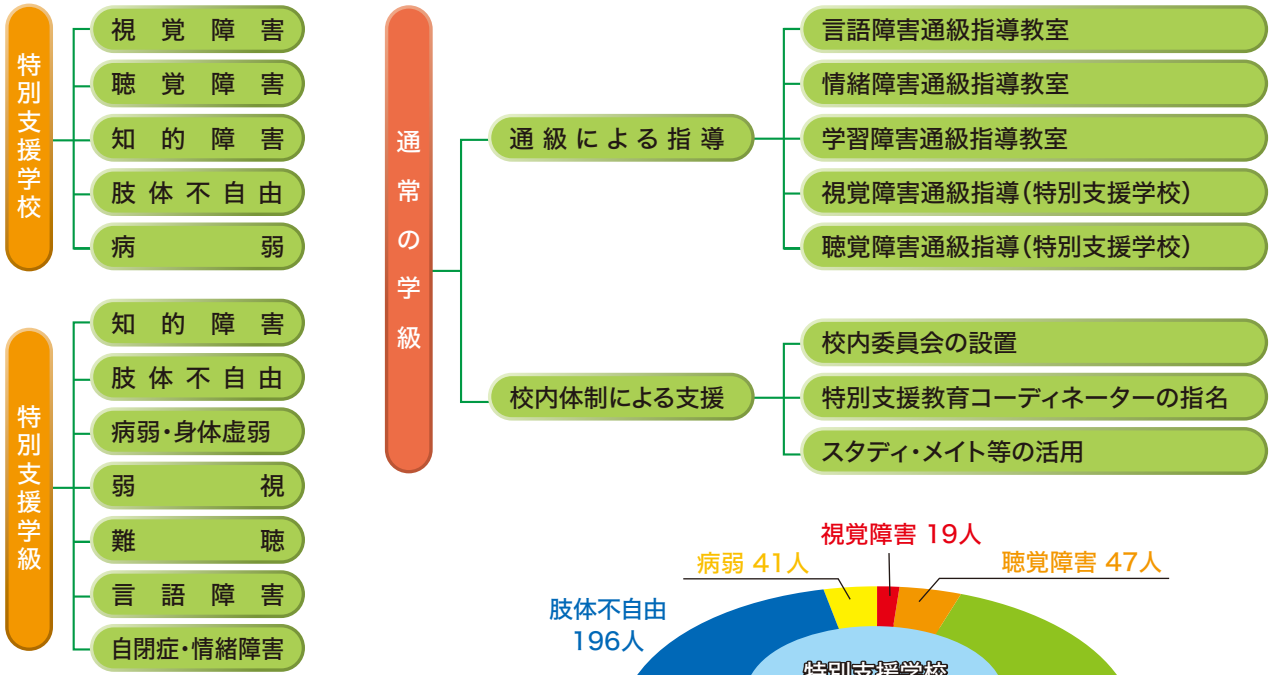 特別支援学校
視覚障害
聴覚障害
知的障害
肢体不自由
病弱
特別支援学級
知的障害
肢体不自由
病弱・身体虚弱
弱視
難聴
言語障害
自閉症・情緒障害
通常の学級
通級による指導
言語障害通級指導教室
情緒障害通級指導教室
学習障害通級指導教室
視覚障害通級指導(特別支援学校)
聴覚障害通級指導(特別支援学校)
校内体制による支援
校内委員会の設置
特別支援教育コーディネーターの指名
スタディ・メイト等の活用
視覚障害 19人
病弱 41人
聴覚障害 47人
肢体不自由
196人
特別支援学校